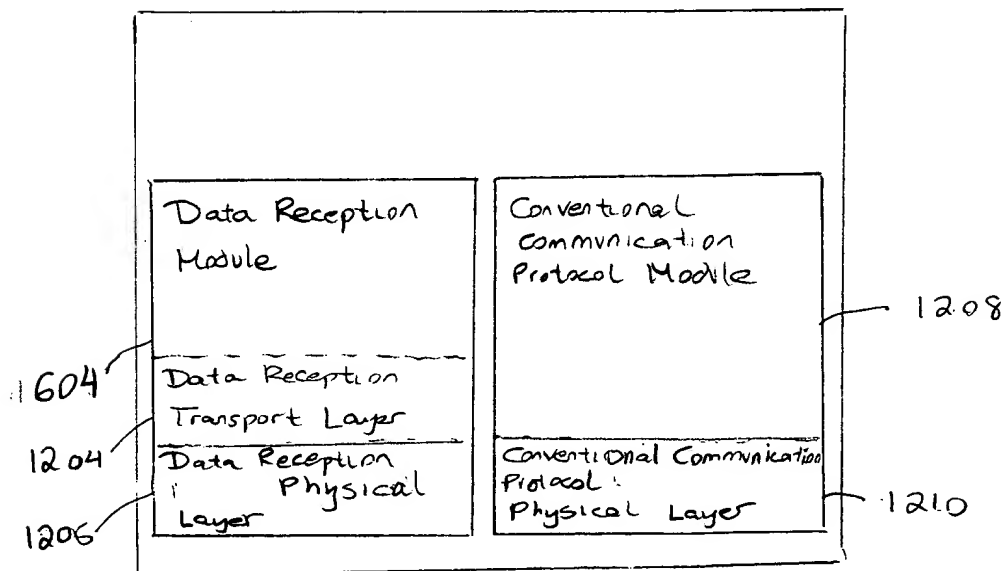 Data Reception
Module
Conventional
Communication
Protocol Module
1208
1604
Data Reception
Transport Layer
1204
Data Reception
Physical
Layer
1206
Conventional Communication
Protocol
Physical Layer
1210